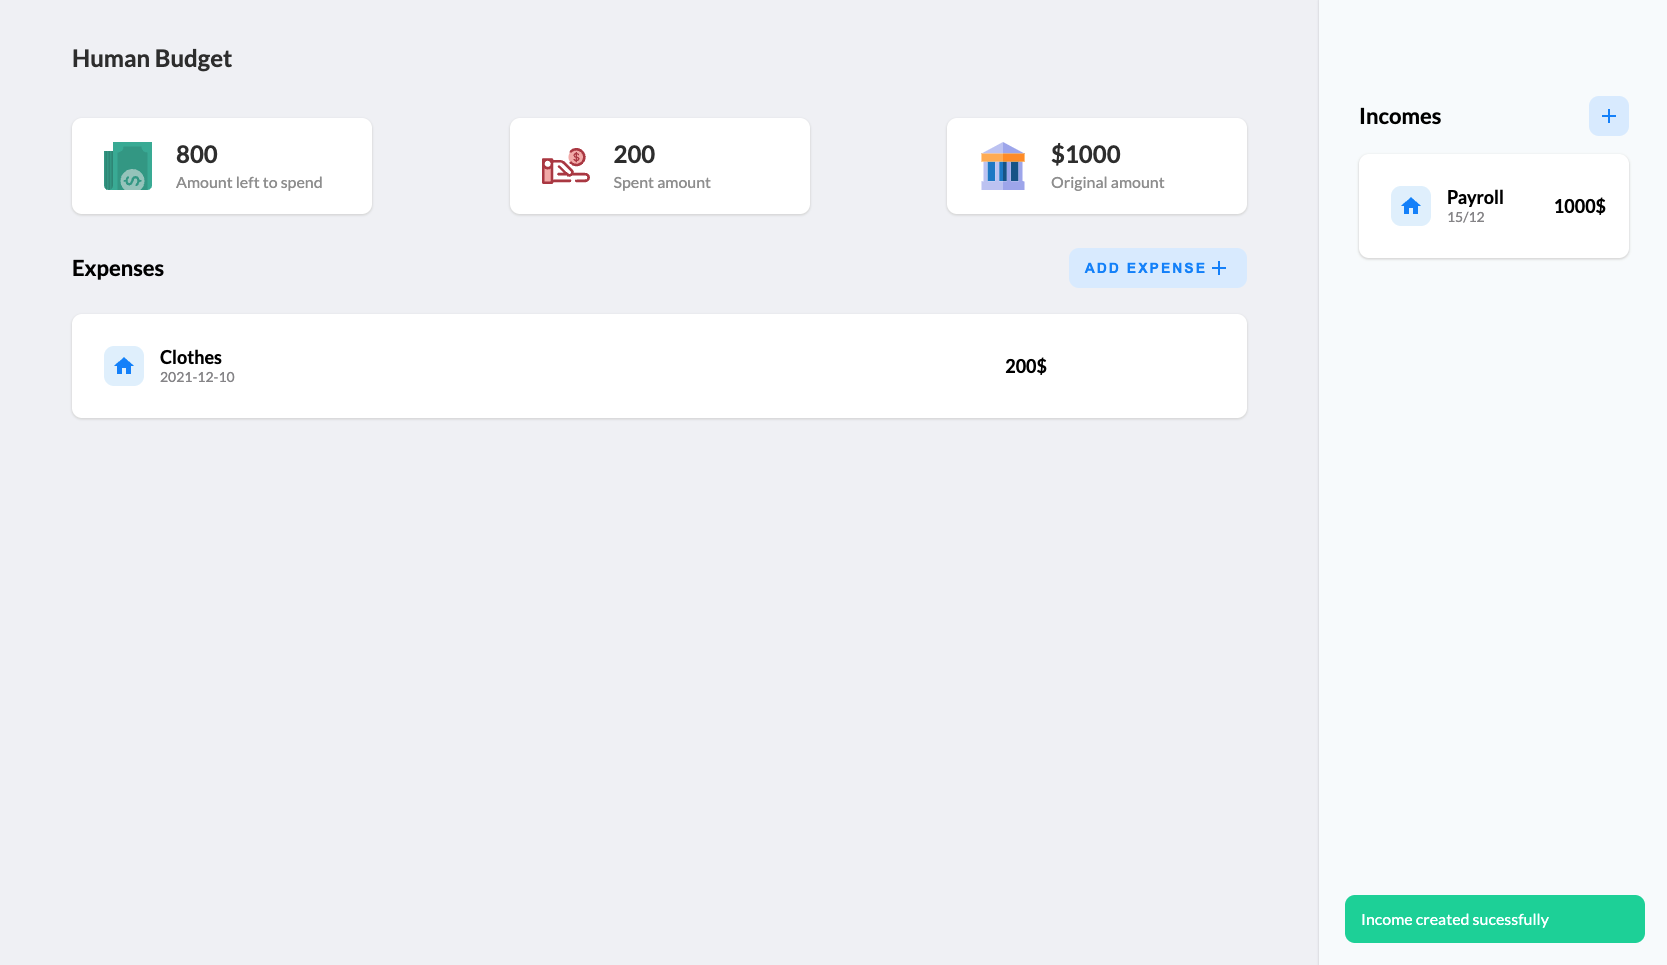 Human Budget
800
Amount left to spend
200
Spent amount
$1000
Original amount
Expenses
ADD EXPENSE +
Clothes
2021-12-10
200$
Incomes
+
Payroll
15/12
1000$
Income created sucessfully